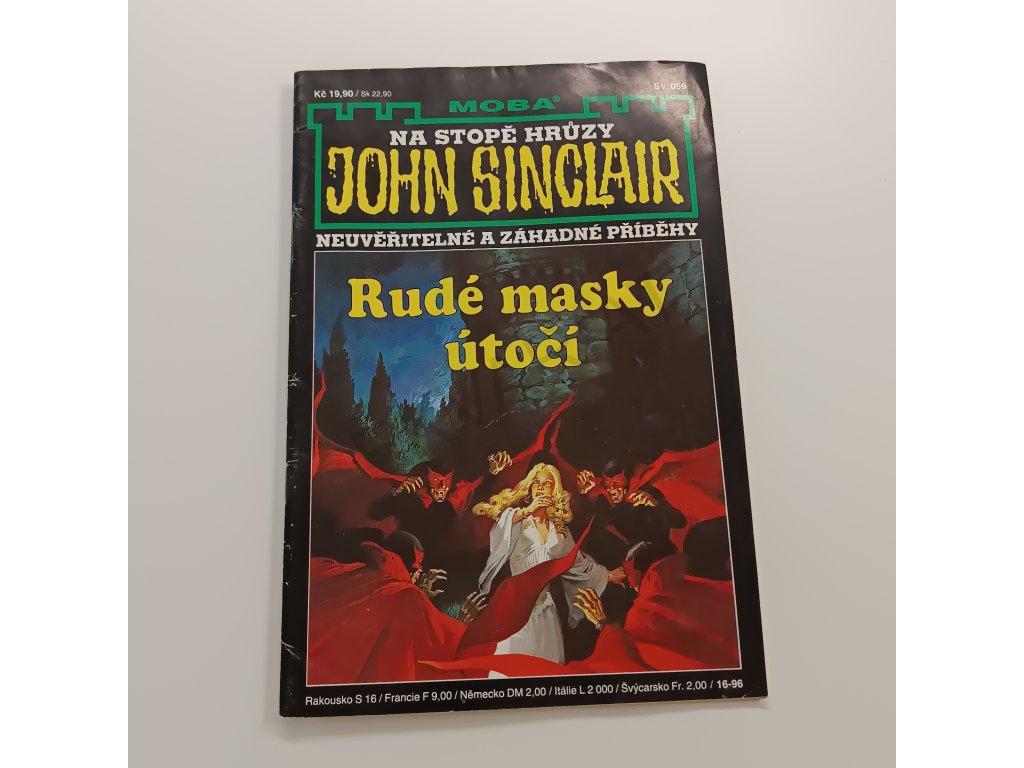 Kč 19,90 / Sk 22,90
Sv. 059
MOBA®
NA STOPĚ HRŮZY
JOHN SINCLAIR
NEUVĚŘITELNÉ A ZÁHADNÉ PŘÍBĚHY
Rudé masky
útočí
Rakousko S 16 / Francie F 9,00 / Německo DM 2,00 / Itálie L 2 000 / Švýcarsko Fr. 2,00 / 16-96